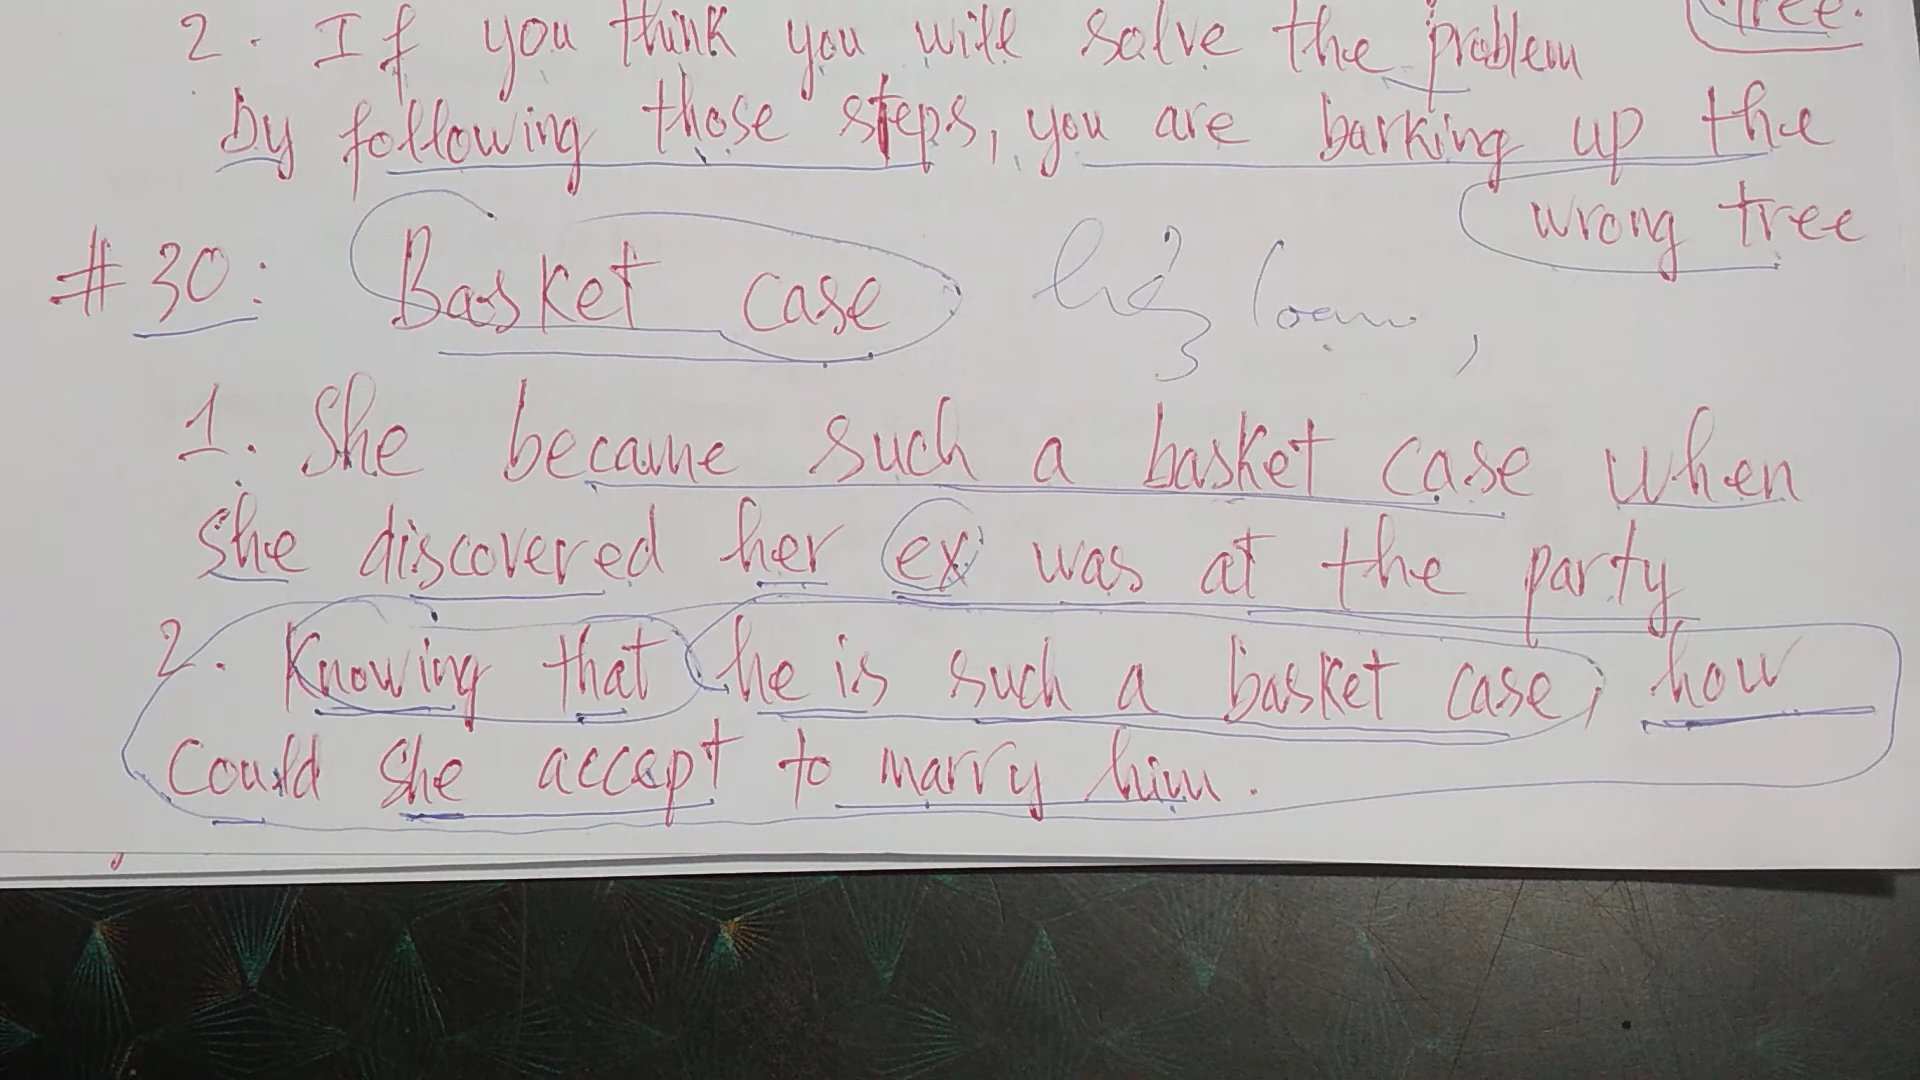 tree.
2. If you think you will solve the problem
by following those steps, you are barking up the
wrong tree
#30: Basket case
1. She became such a basket case when
she discovered her ex was at the party
2. Knowing that he is such a basket case, how
could she accept to marry him.